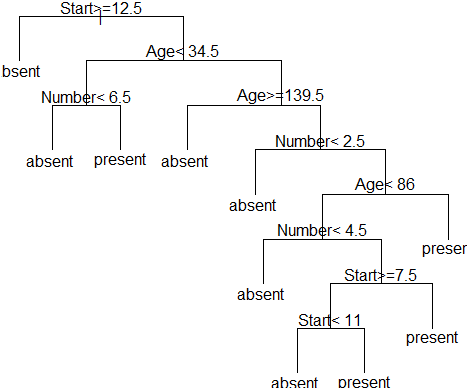 Start>=12.5
Age< 34.5
bsent
Number< 6.5
Age>=139.5
absent
present
absent
Number< 2.5
Age< 86
absent
Number< 4.5
preser
Start>=7.5
absent
Start< 11
present
absent
present